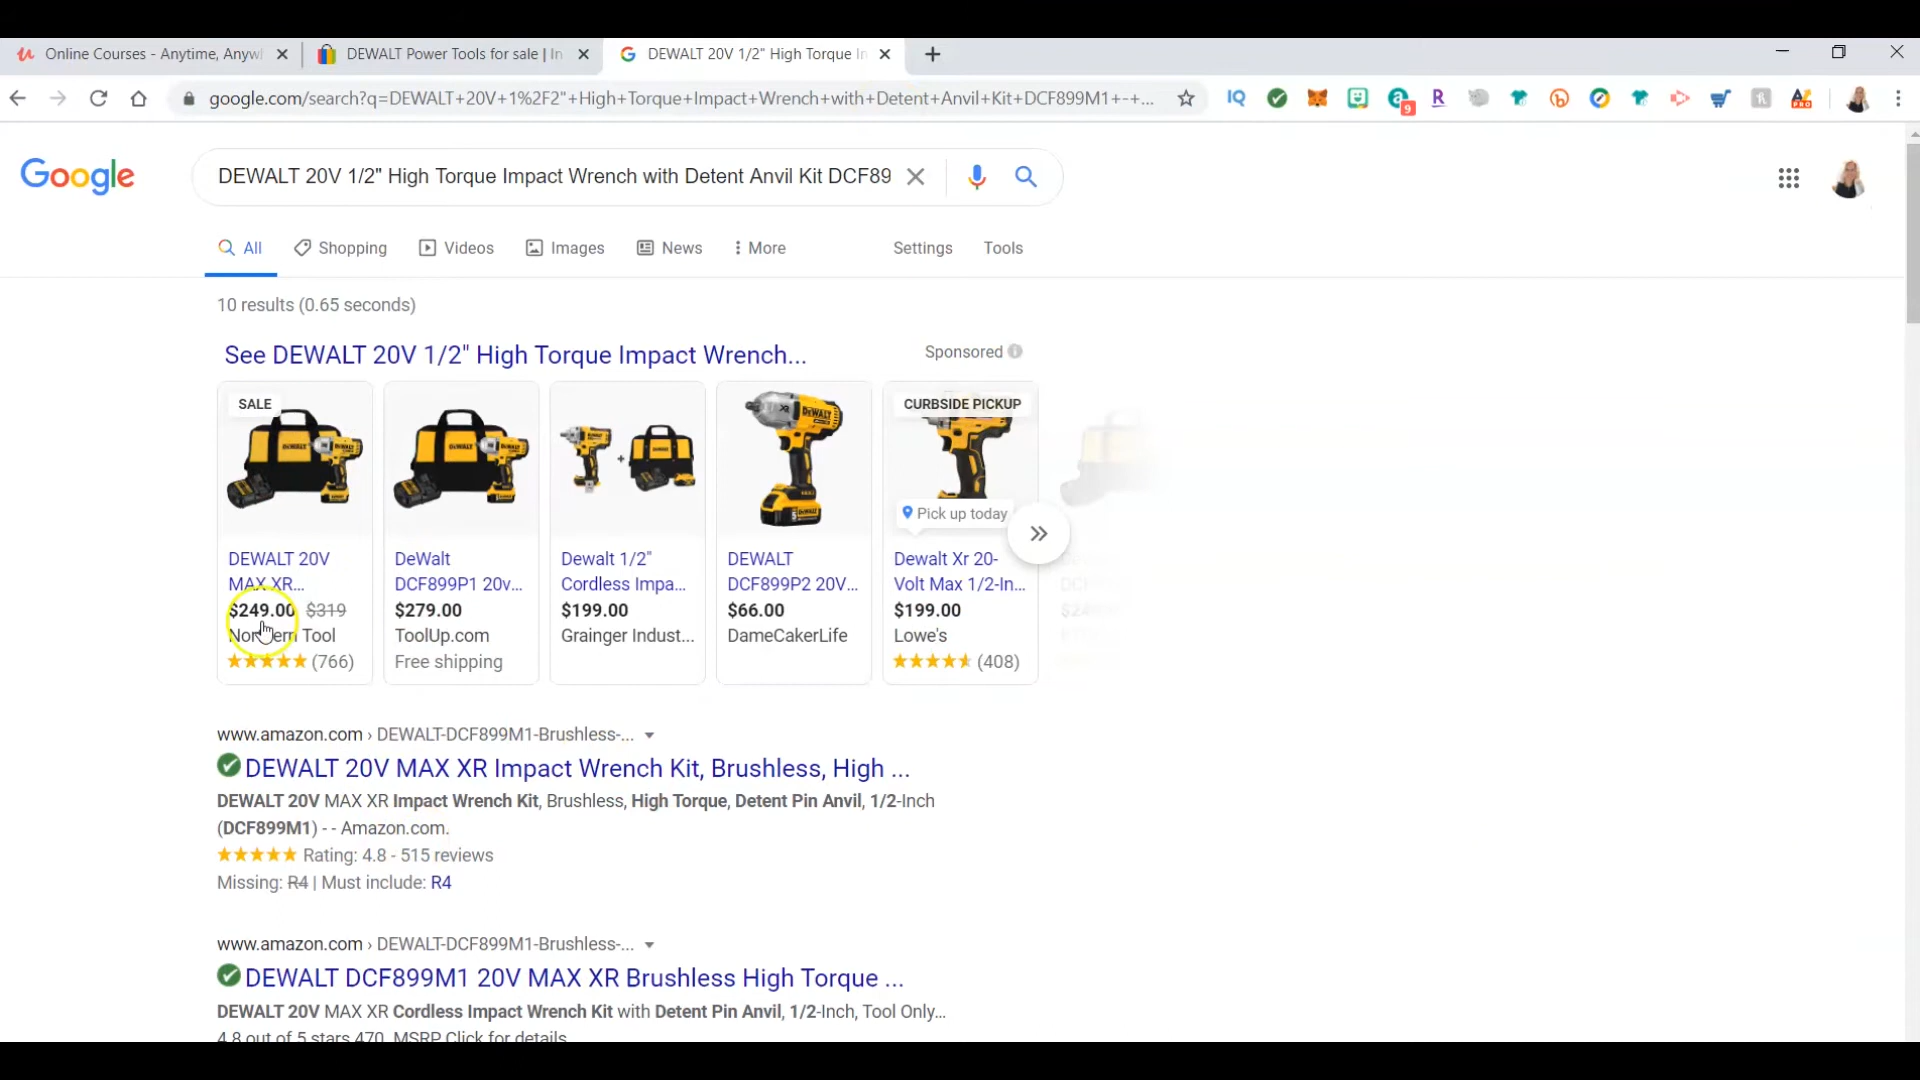 Online Courses - Anytime, Anyw
DEWALT Power Tools for sale | In
DEWALT 20V 1/2" High Torque In
google.com/search?q=DEWALT+20V+1%2F2"+High+Torque+Impact+Wrench+with+Detent+Anvil+Kit+DCF899M1+-+...
9
Google
DEWALT 20V 1/2" High Torque Impact Wrench with Detent Anvil Kit DCF89
All
Shopping
Videos
Images
News
More
Settings
Tools
10 results (0.65 seconds)
See DEWALT 20V 1/2" High Torque Impact Wrench...
Sponsored
SALE
DEWALT 20V
MAX XR...
$249.00 $319
Northern Tool
(766)
DeWalt
DCF899P1 20v...
$279.00
ToolUp.com
Free shipping
Dewalt 1/2"
Cordless Impa...
$199.00
Grainger Indust...
DEWALT
DCF899P2 20V...
$66.00
DameCakerLife
CURBSIDE PICKUP
Pick up today
Dewalt Xr 20-
Volt Max 1/2-In...
$199.00
Lowe's
(408)
www.amazon.com › DEWALT-DCF899M1-Brushless-...
DEWALT 20V MAX XR Impact Wrench Kit, Brushless, High ...
DEWALT 20V MAX XR Impact Wrench Kit, Brushless, High Torque, Detent Pin Anvil, 1/2-Inch
(DCF899M1) - - Amazon.com.
Rating: 4.8 - 515 reviews
Missing: R4 | Must include: R4
www.amazon.com › DEWALT-DCF899M1-Brushless-...
DEWALT DCF899M1 20V MAX XR Brushless High Torque ...
DEWALT 20V MAX XR Cordless Impact Wrench Kit with Detent Pin Anvil, 1/2-Inch, Tool Only...
4.8 out of 5 stars 470. MSRP Click for details